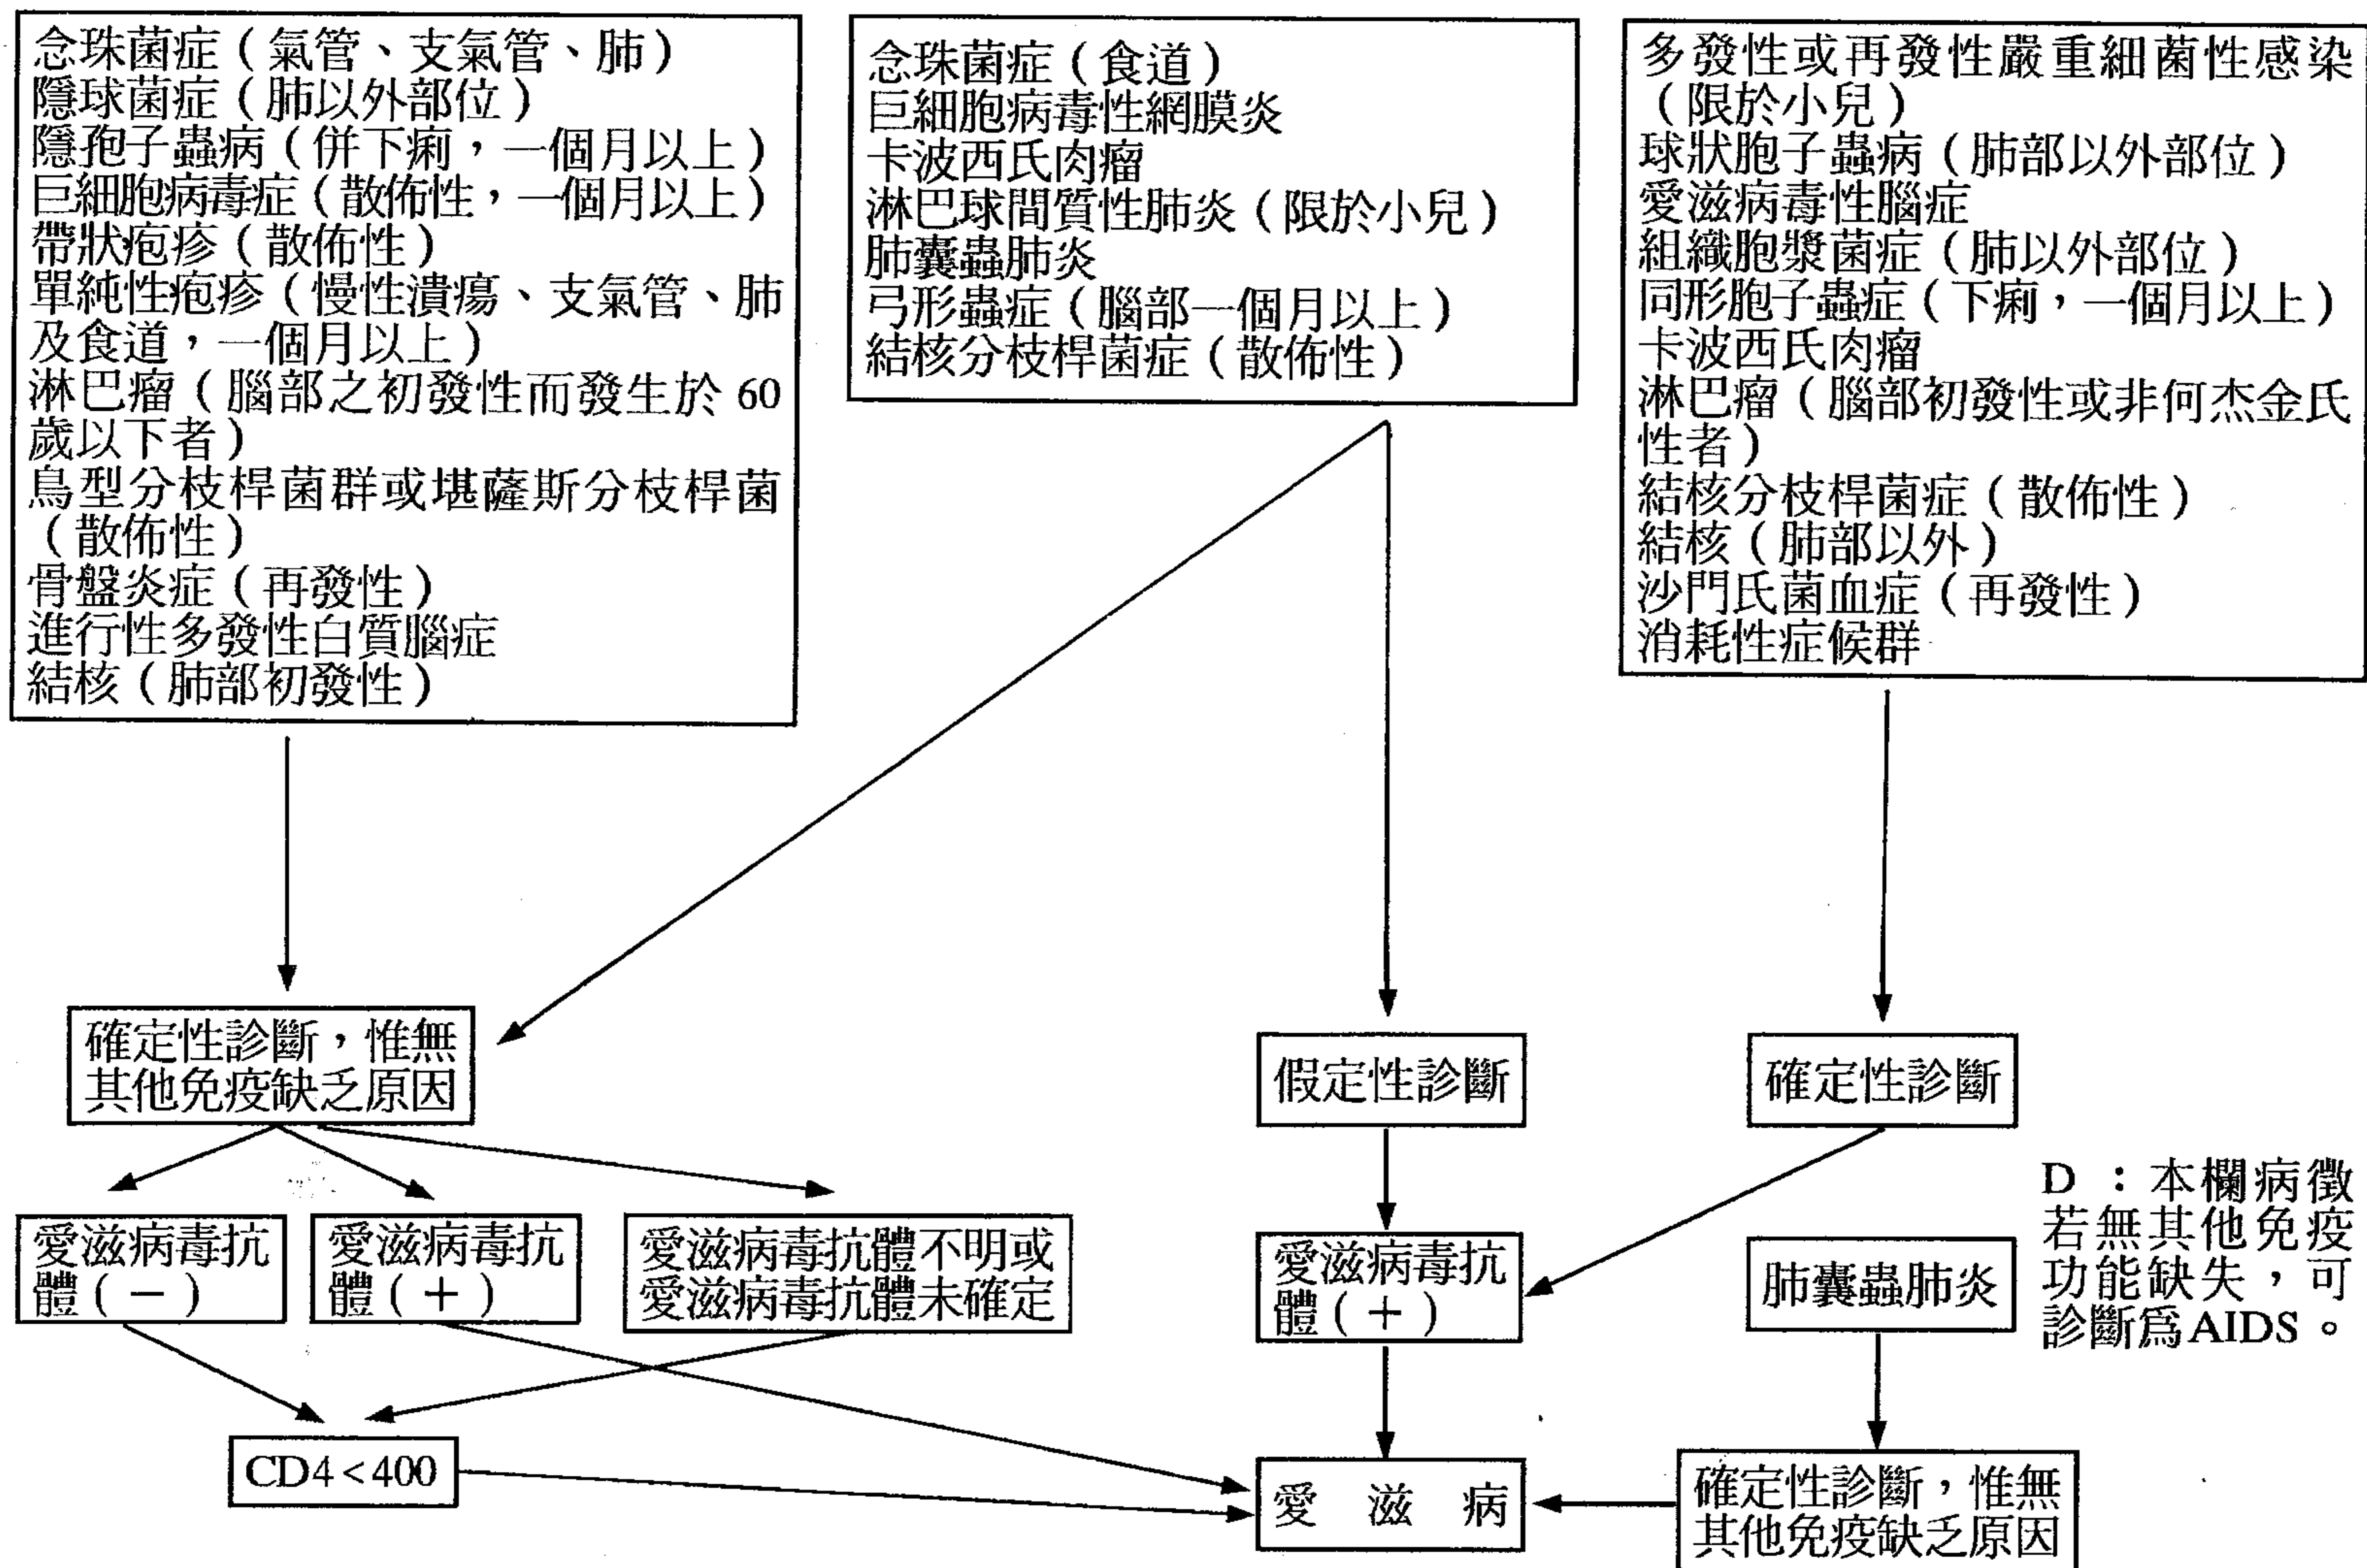 念珠菌症(氣管、支氣管、肺)
隱球菌症(肺以外部位)
隱孢子蟲病(併下痢,一個月以上)
巨細胞病毒症(散佈性,一個月以上)
帶狀疱疹(散佈性)
單純性疱疹(慢性潰瘍、支氣管、肺
及食道,一個月以上)
淋巴瘤(腦部之初發性而發生於 60
歲以下者)
鳥型分枝桿菌群或堪薩斯分枝桿菌
(散佈性)
骨盤炎症(再發性)
進行性多發性白質腦症
結核(肺部初發性)
念珠菌症(食道)
巨細胞病毒性網膜炎
卡波西氏肉瘤
淋巴球間質性肺炎(限於小兒)
肺囊蟲肺炎
弓形蟲症(腦部一個月以上)
結核分枝桿菌症(散佈性)
多發性或再發性嚴重細菌性感染
(限於小兒)
球狀胞子蟲病(肺部以外部位)
愛滋病毒性腦症
組織胞漿菌症(肺以外部位)
同形胞子蟲症(下痢,一個月以上)
卡波西氏肉瘤
淋巴瘤(腦部初發性或非何杰金氏
性者)
結核分枝桿菌症(散佈性)
結核(肺部以外)
沙門氏菌血症(再發性)
消耗性症候群
確定性診斷,惟無
其他免疫缺乏原因
假定性診斷
確定性診斷
愛滋病毒抗
體(-)
愛滋病毒抗
體(+)
愛滋病毒抗體不明或
愛滋病毒抗體未確定
愛滋病毒抗
體(+)
肺囊蟲肺炎
D:本欄病徵
若無其他免疫
功能缺失,可
診斷爲AIDS。
CD4<400
愛 滋 病
確定性診斷,惟無
其他免疫缺乏原因